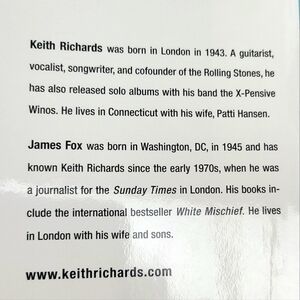 Keith Richards was born in London in 1943. A guitarist,
vocalist, songwriter, and cofounder of the Rolling Stones, he
has also released solo albums with his band the X-Pensive
Winos. He lives in Connecticut with his wife, Patti Hansen.
James Fox was born in Washington, DC, in 1945 and has
known Keith Richards since the early 1970s, when he was
a journalist for the Sunday Times in London. His books in-
clude the international bestseller White Mischief. He lives
in London with his wife and sons.
www.keithrichards.com